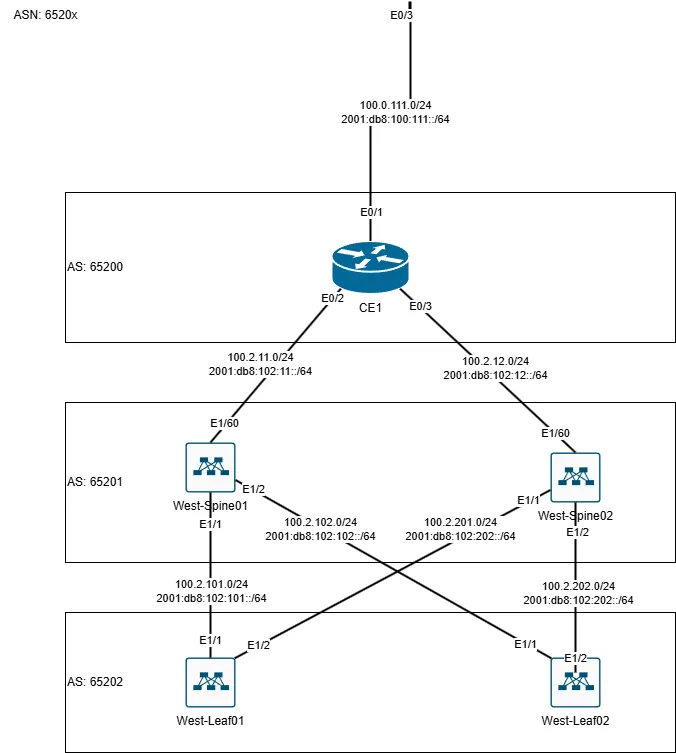 ASN: 6520x
E0/3
100.0.111.0/24
2001:db8:100:111::/64
E0/1
AS: 65200
E0/2
CE1
E0/3
100.2.11.0/24
2001:db8:102:11::/64
100.2.12.0/24
2001:db8:102:12::/64
E1/60
E1/60
AS: 65201
E1/2
E1/1
West-Spine01
West-Spine02
E1/1
100.2.102.0/24
2001:db8:102:102::/64
100.2.201.0/24
2001:db8:102:202::/64
E1/2
100.2.101.0/24
2001:db8:102:101::/64
100.2.202.0/24
2001:db8:102:202::/64
E1/1
E1/2
E1/1
E1/2
AS: 65202
West-Leaf01
West-Leaf02